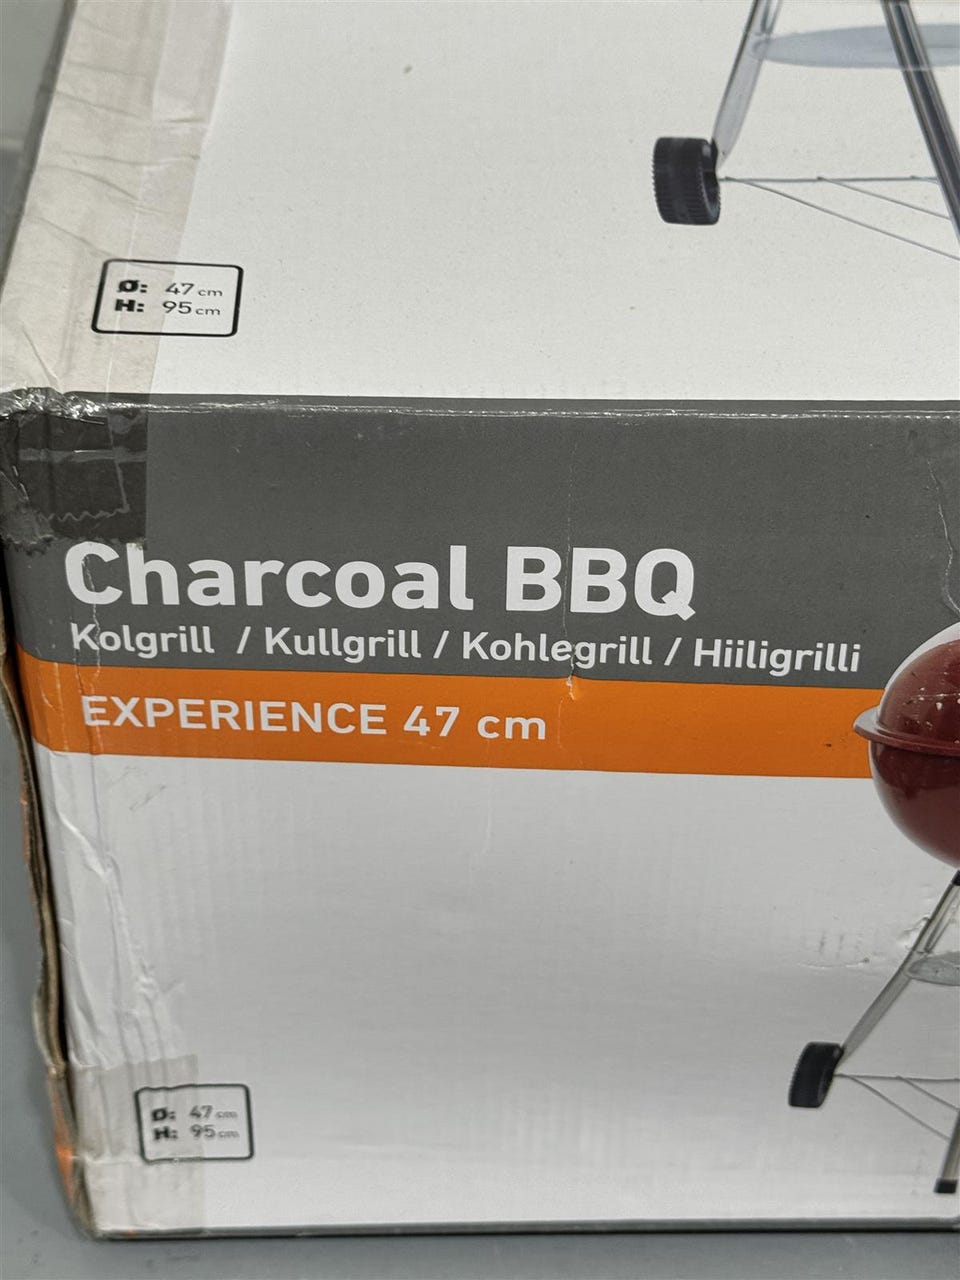 Ø: 47 cm
H: 95 cm
Charcoal BBQ
Kolgrill / Kullgrill / Kohlegrill / Hiiligrilli
EXPERIENCE 47 cm
Ø: 47 cm
H: 95 cm